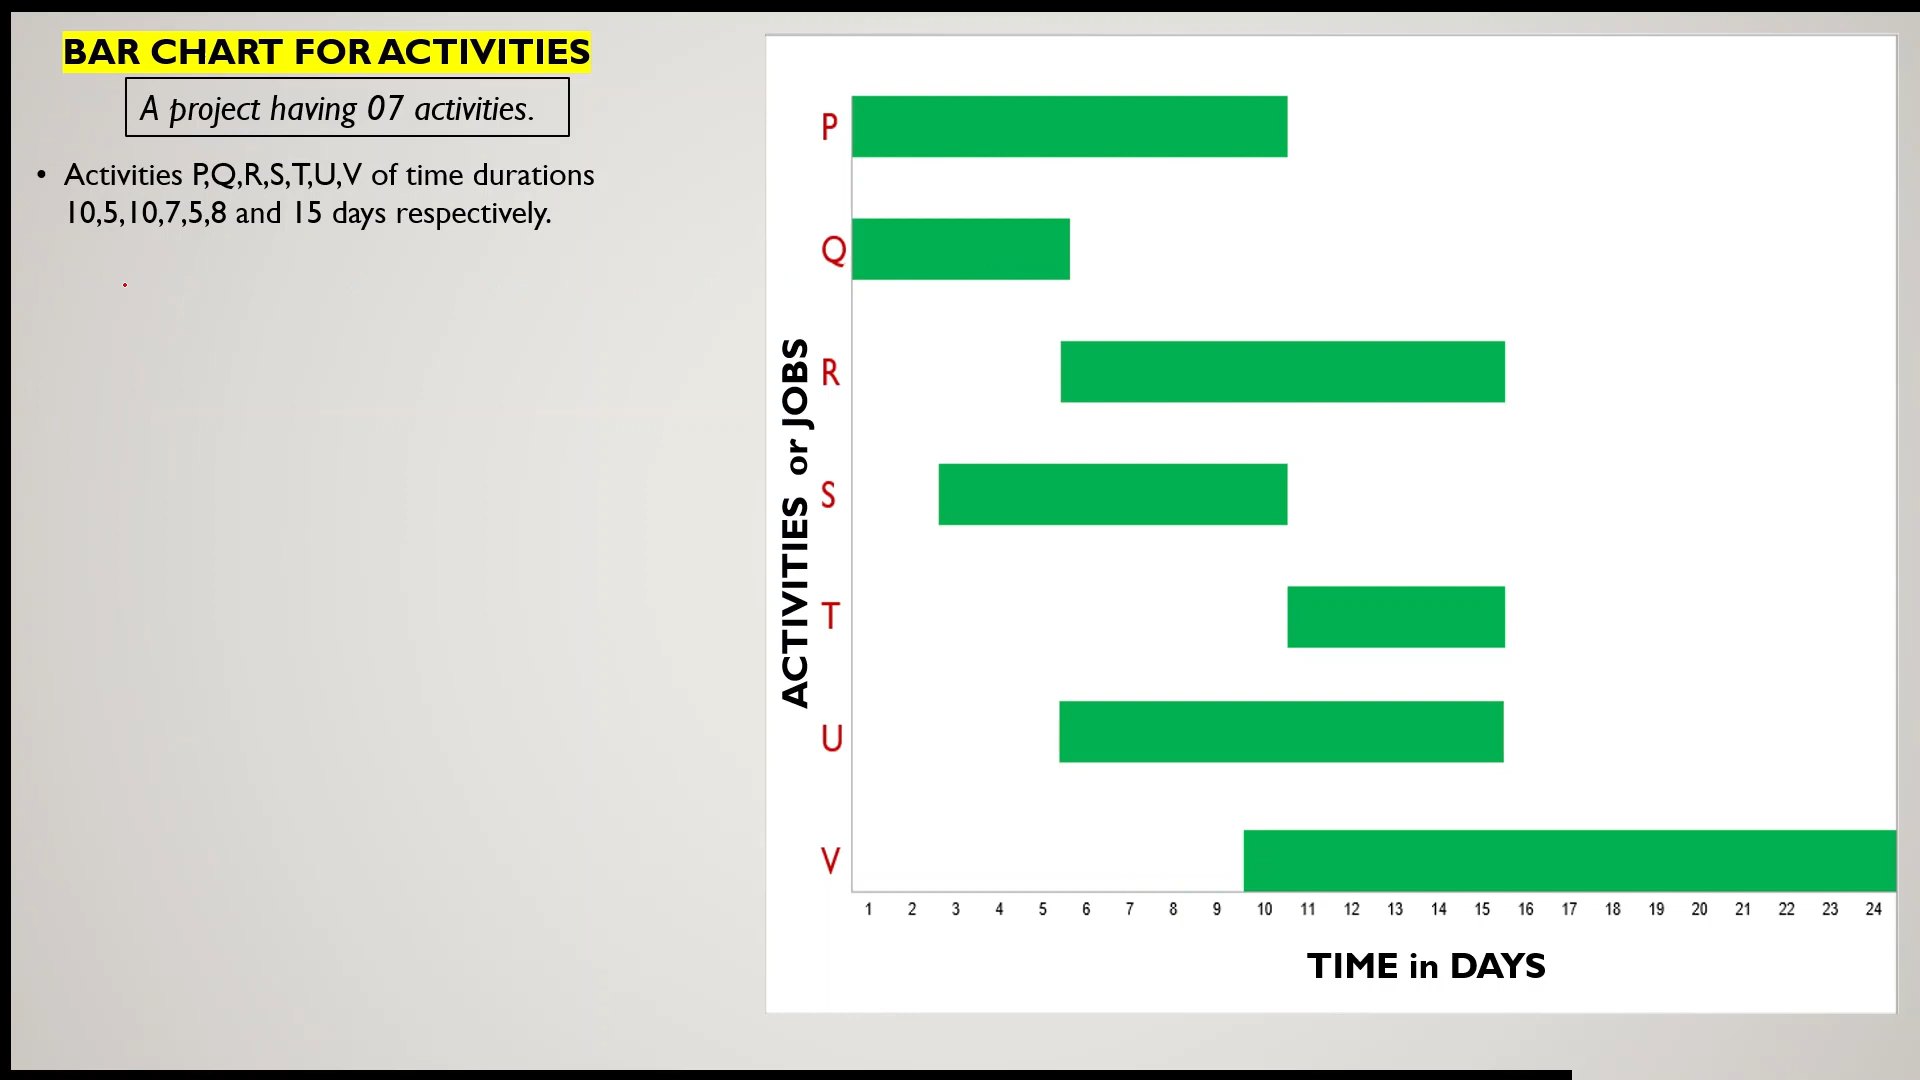 BAR CHART FOR ACTIVITIES
A project having 07 activities.
• Activities P,Q,R,S,T,U,V of time durations
10,5,10,7,5,8 and 15 days respectively.
ACTIVITIES or JOBS
P
Q
R
S
T
U
V
1 2 3 4 5 6 7 8 9 10 11 12 13 14 15 16 17 18 19 20 21 22 23 24
TIME in DAYS